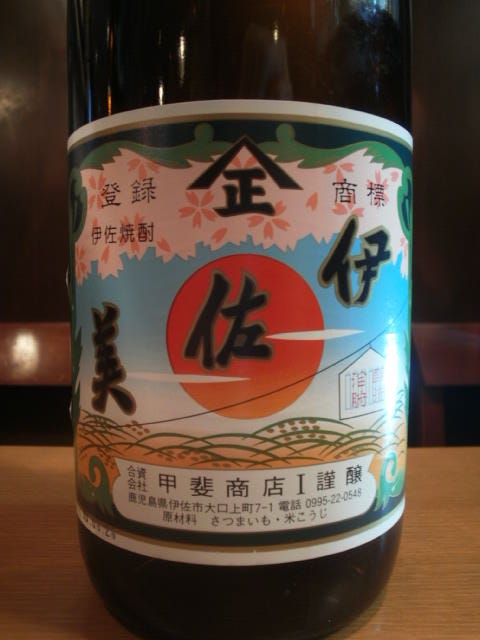 正
登録 商標
伊佐焼酎
伊佐美
合資会社 甲斐商店I謹醸
鹿児島県伊佐市大口上町7-1 電話 0995-22-0548
原材料 さつまいも・米こうじ